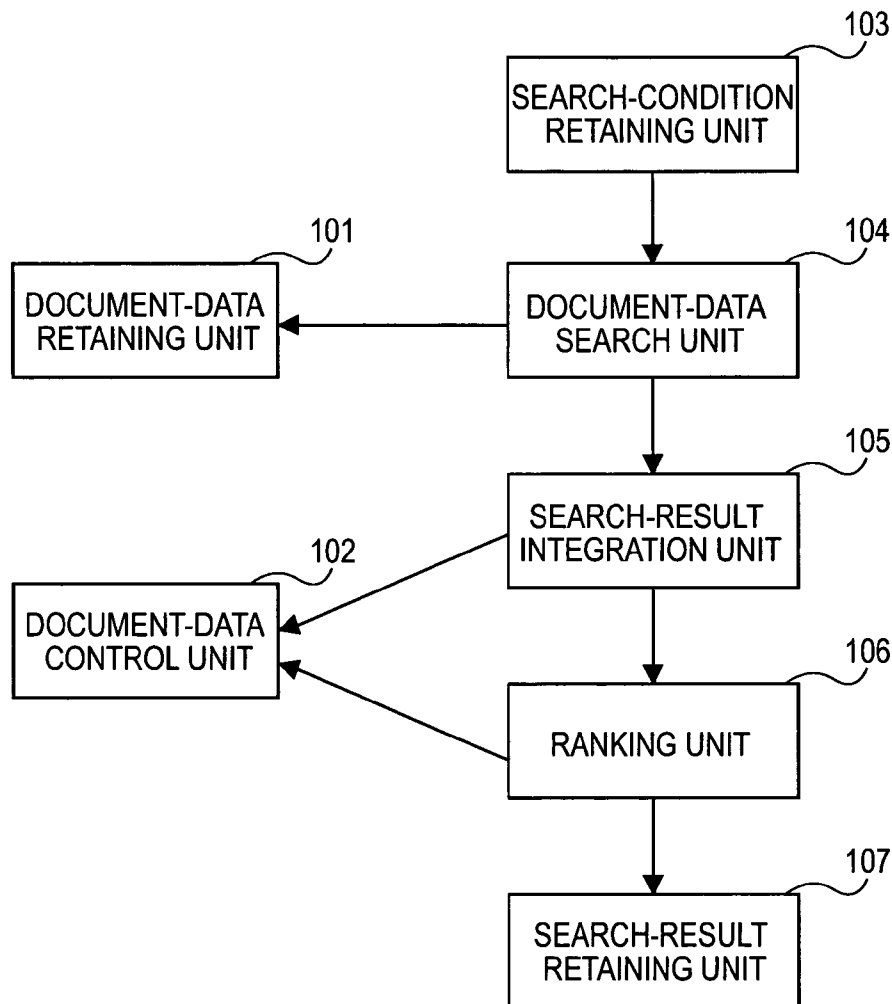 103
SEARCH-CONDITION
RETAINING UNIT
101
DOCUMENT-DATA
RETAINING UNIT
104
DOCUMENT-DATA
SEARCH UNIT
105
SEARCH-RESULT
INTEGRATION UNIT
102
DOCUMENT-DATA
CONTROL UNIT
106
RANKING UNIT
107
SEARCH-RESULT
RETAINING UNIT